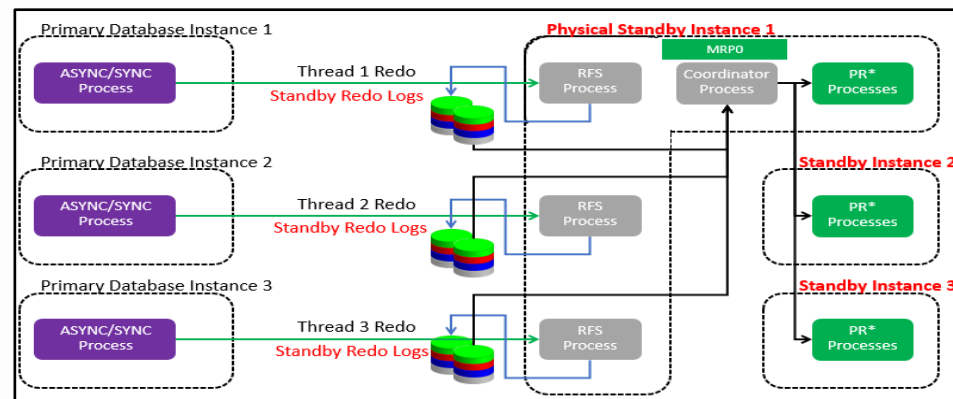 Primary Database Instance 1
Physical Standby Instance 1
MRP0
ASYNC/SYNC
Process
Thread 1 Redo
Standby Redo Logs
RFS
Process
Coordinator
Process
PR*
Processes
Primary Database Instance 2
Standby Instance 2
ASYNC/SYNC
Process
Thread 2 Redo
Standby Redo Logs
RFS
Process
PR*
Processes
Primary Database Instance 3
Standby Instance 3
ASYNC/SYNC
Process
Thread 3 Redo
Standby Redo Logs
RFS
Process
PR*
Processes